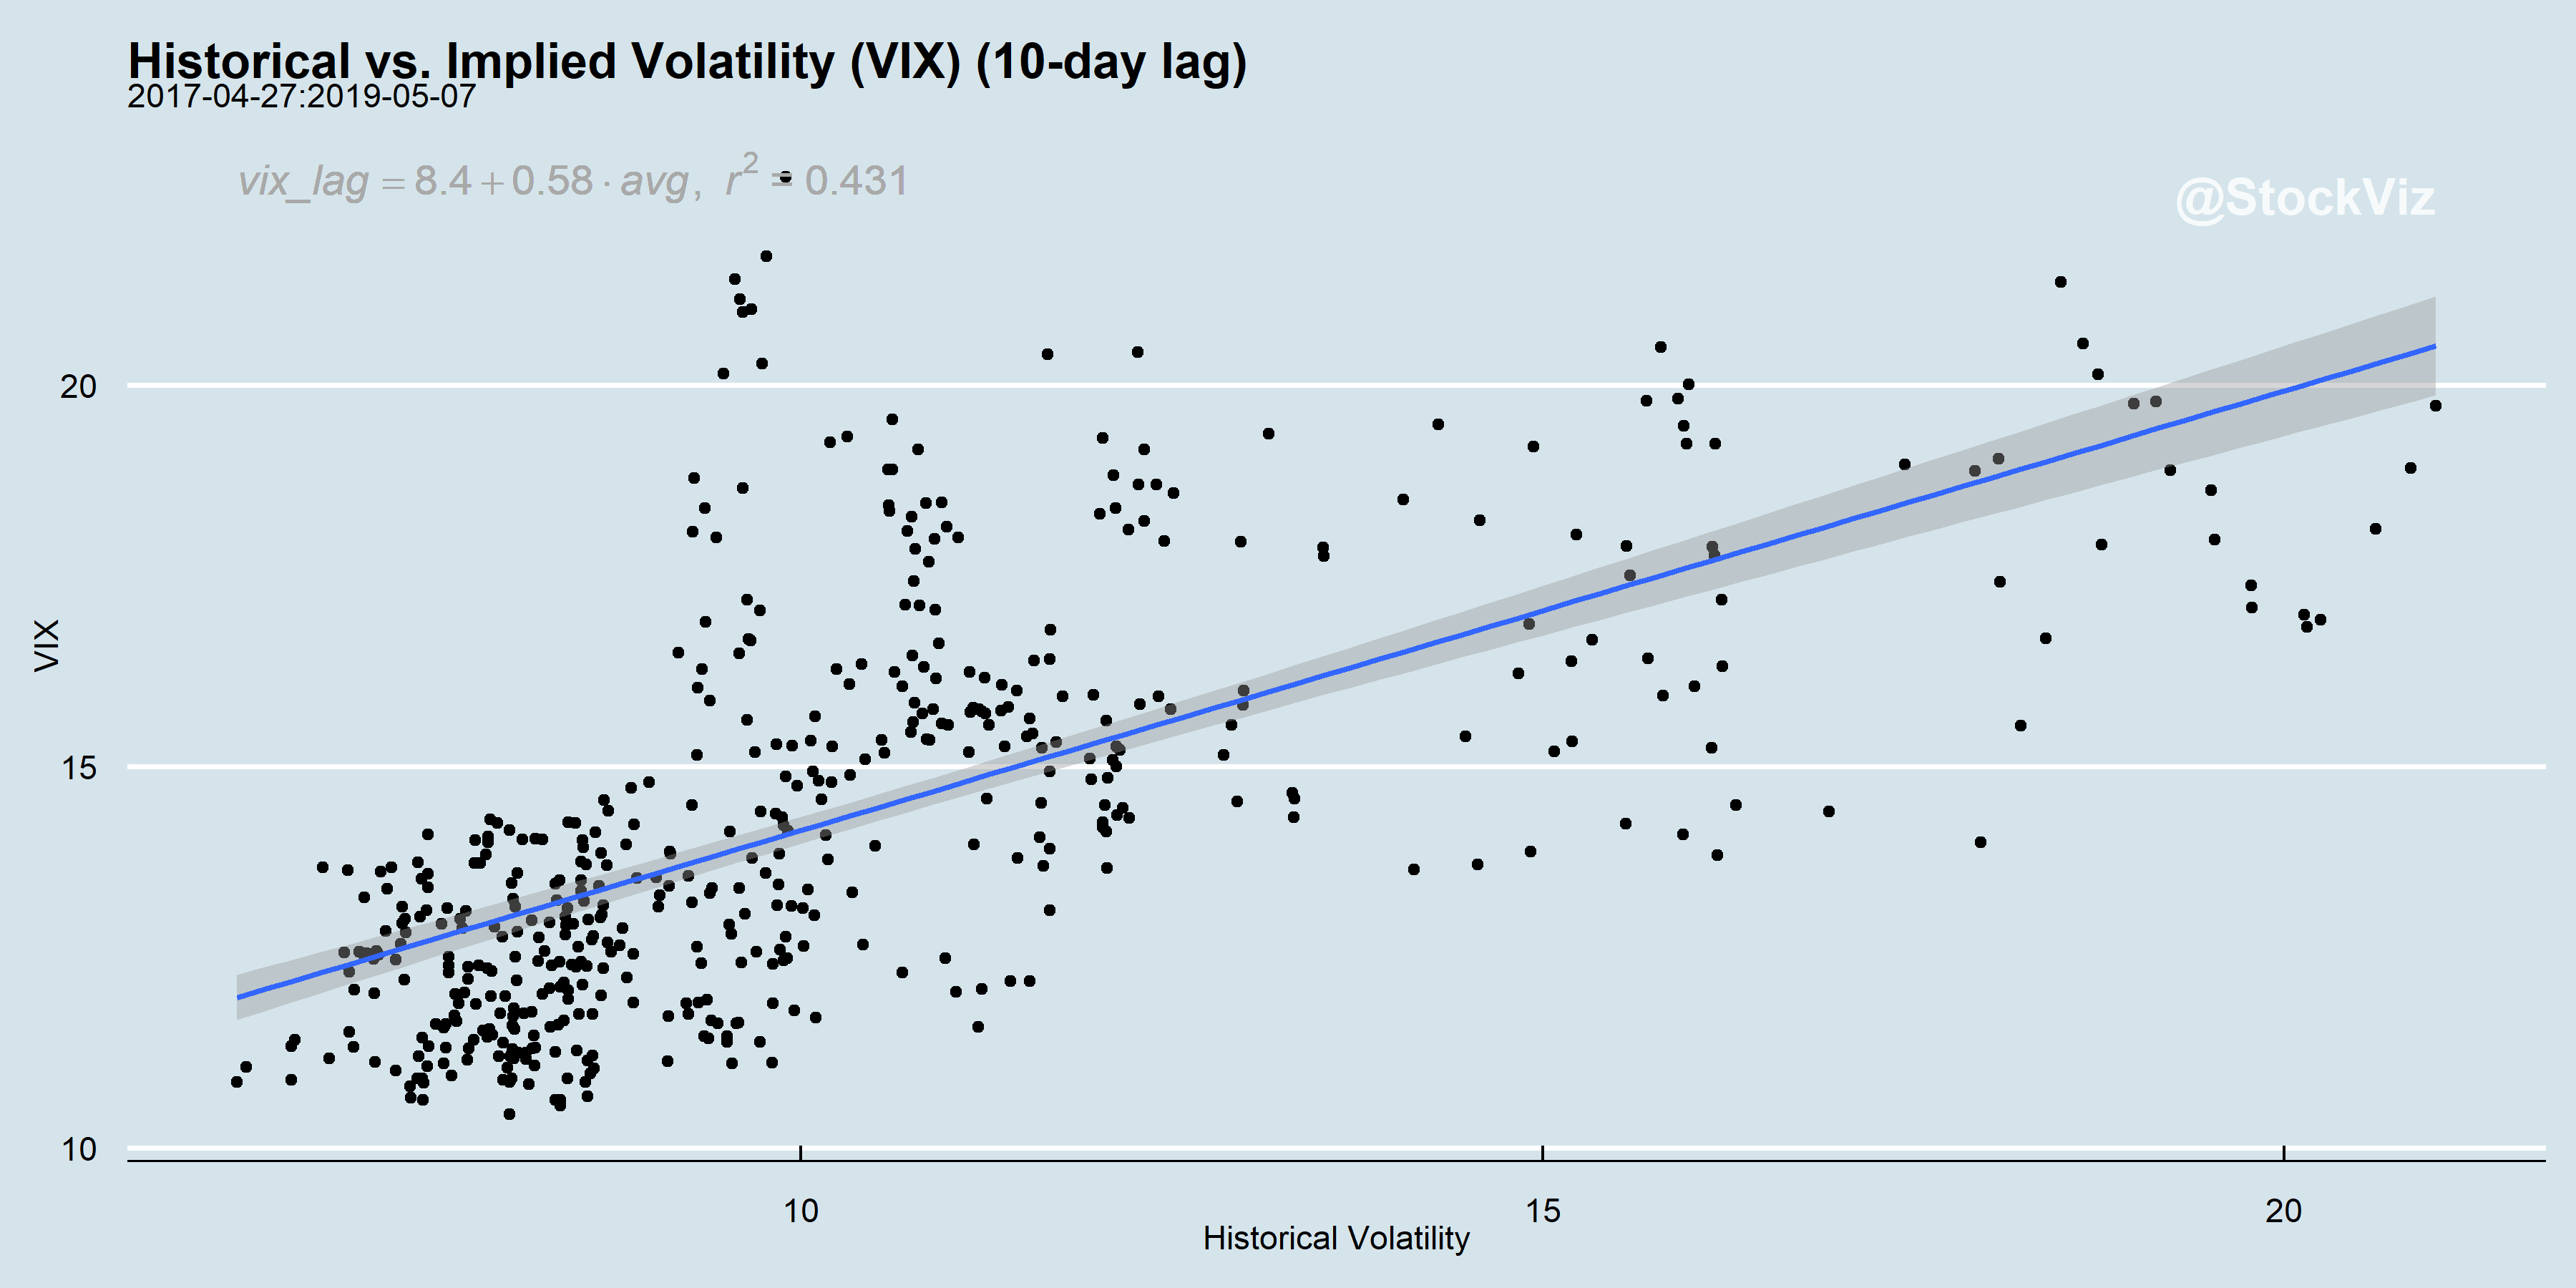 Historical vs. Implied Volatility (VIX) (10-day lag)
2017-04-27:2019-05-07
vix_lag = 8.4 + 0.58 · avg, r² = 0.431
@StockViz
20
15
10
VIX
10 15 20
Historical Volatility